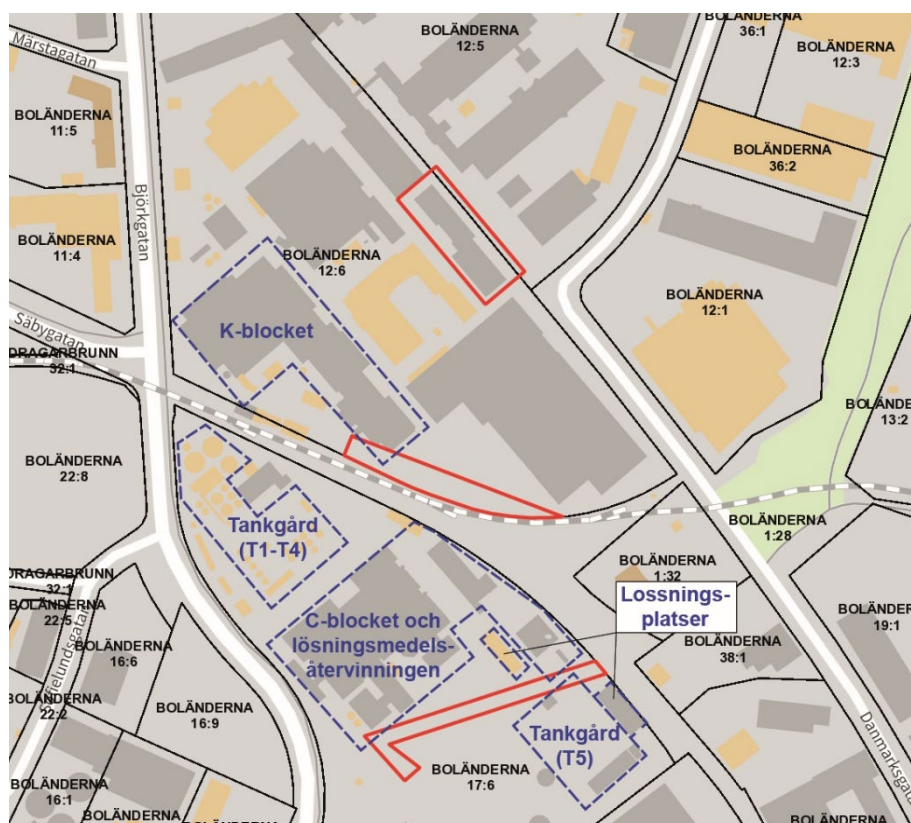 Märstagatan
BOLÄNDERNA
12:5
36:1
BOLÄNDERNA
12:3
BOLÄNDERNA
11:5
BOLÄNDERNA
36:2
Björkgatan
BOLÄNDERNA
11:4
BOLÄNDERNA
12:6
BOLÄNDERNA
12:1
Säbygatan
K-blocket
DRAGARBRUNN
32:1
BOLÄNDE
13:2
BOLÄNDERNA
22:8
Tankgård
(T1-T4)
BOLÄNDERNA
1:28
BOLÄNDERNA
1:32
Lossnings-
platser
DRAGARBRUNN
32:1
BOLÄNDERNA
22:5
C-blocket och
lösningsmedels-
återvinningen
BOLÄNDER
19:1
BOLÄNDERNA
16:6
BOLÄNDERNA
38:1
BOLÄNDERNA
22:2
BOLÄNDERNA
16:9
Tankgård
(T5)
Danmarksgat
BOLÄNDERNA
17:6
BOLÄNDERNA
16:1